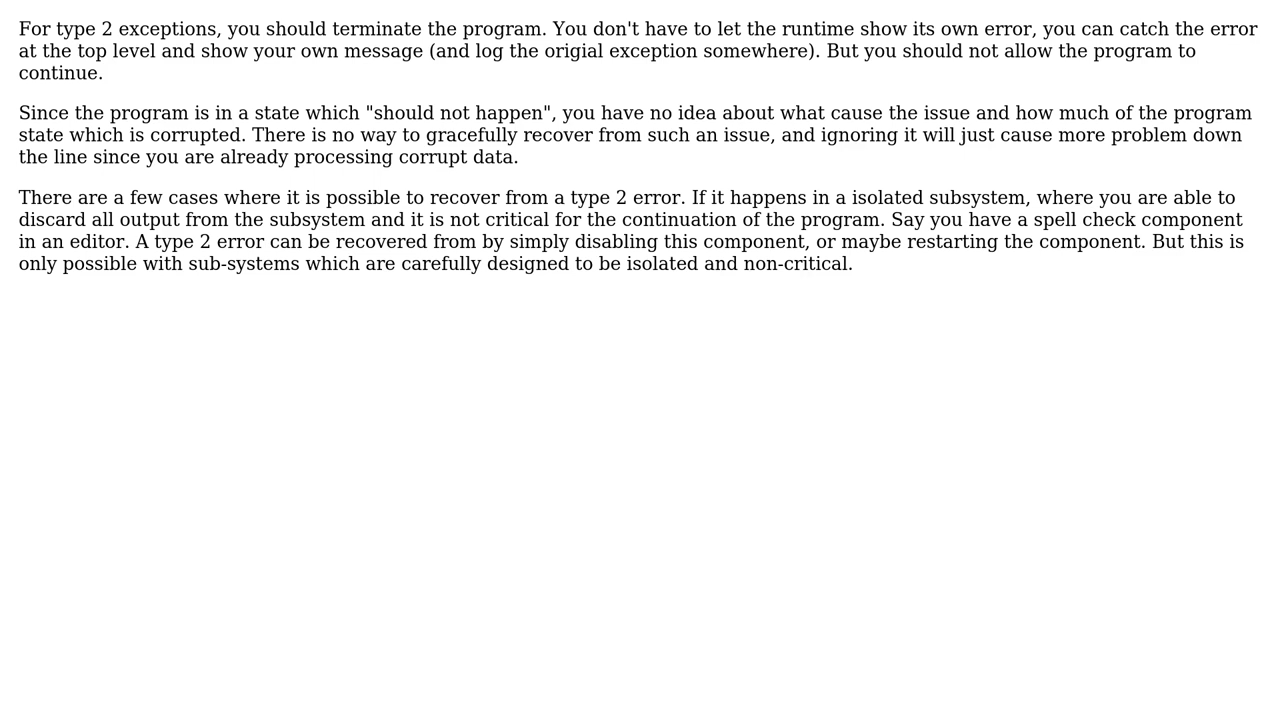 For type 2 exceptions, you should terminate the program. You don't have to let the runtime show its own error, you can catch the error
at the top level and show your own message (and log the origial exception somewhere). But you should not allow the program to
continue.
Since the program is in a state which "should not happen", you have no idea about what cause the issue and how much of the program
state which is corrupted. There is no way to gracefully recover from such an issue, and ignoring it will just cause more problem down
the line since you are already processing corrupt data.
There are a few cases where it is possible to recover from a type 2 error. If it happens in a isolated subsystem, where you are able to
discard all output from the subsystem and it is not critical for the continuation of the program. Say you have a spell check component
in an editor. A type 2 error can be recovered from by simply disabling this component, or maybe restarting the component. But this is
only possible with sub-systems which are carefully designed to be isolated and non-critical.